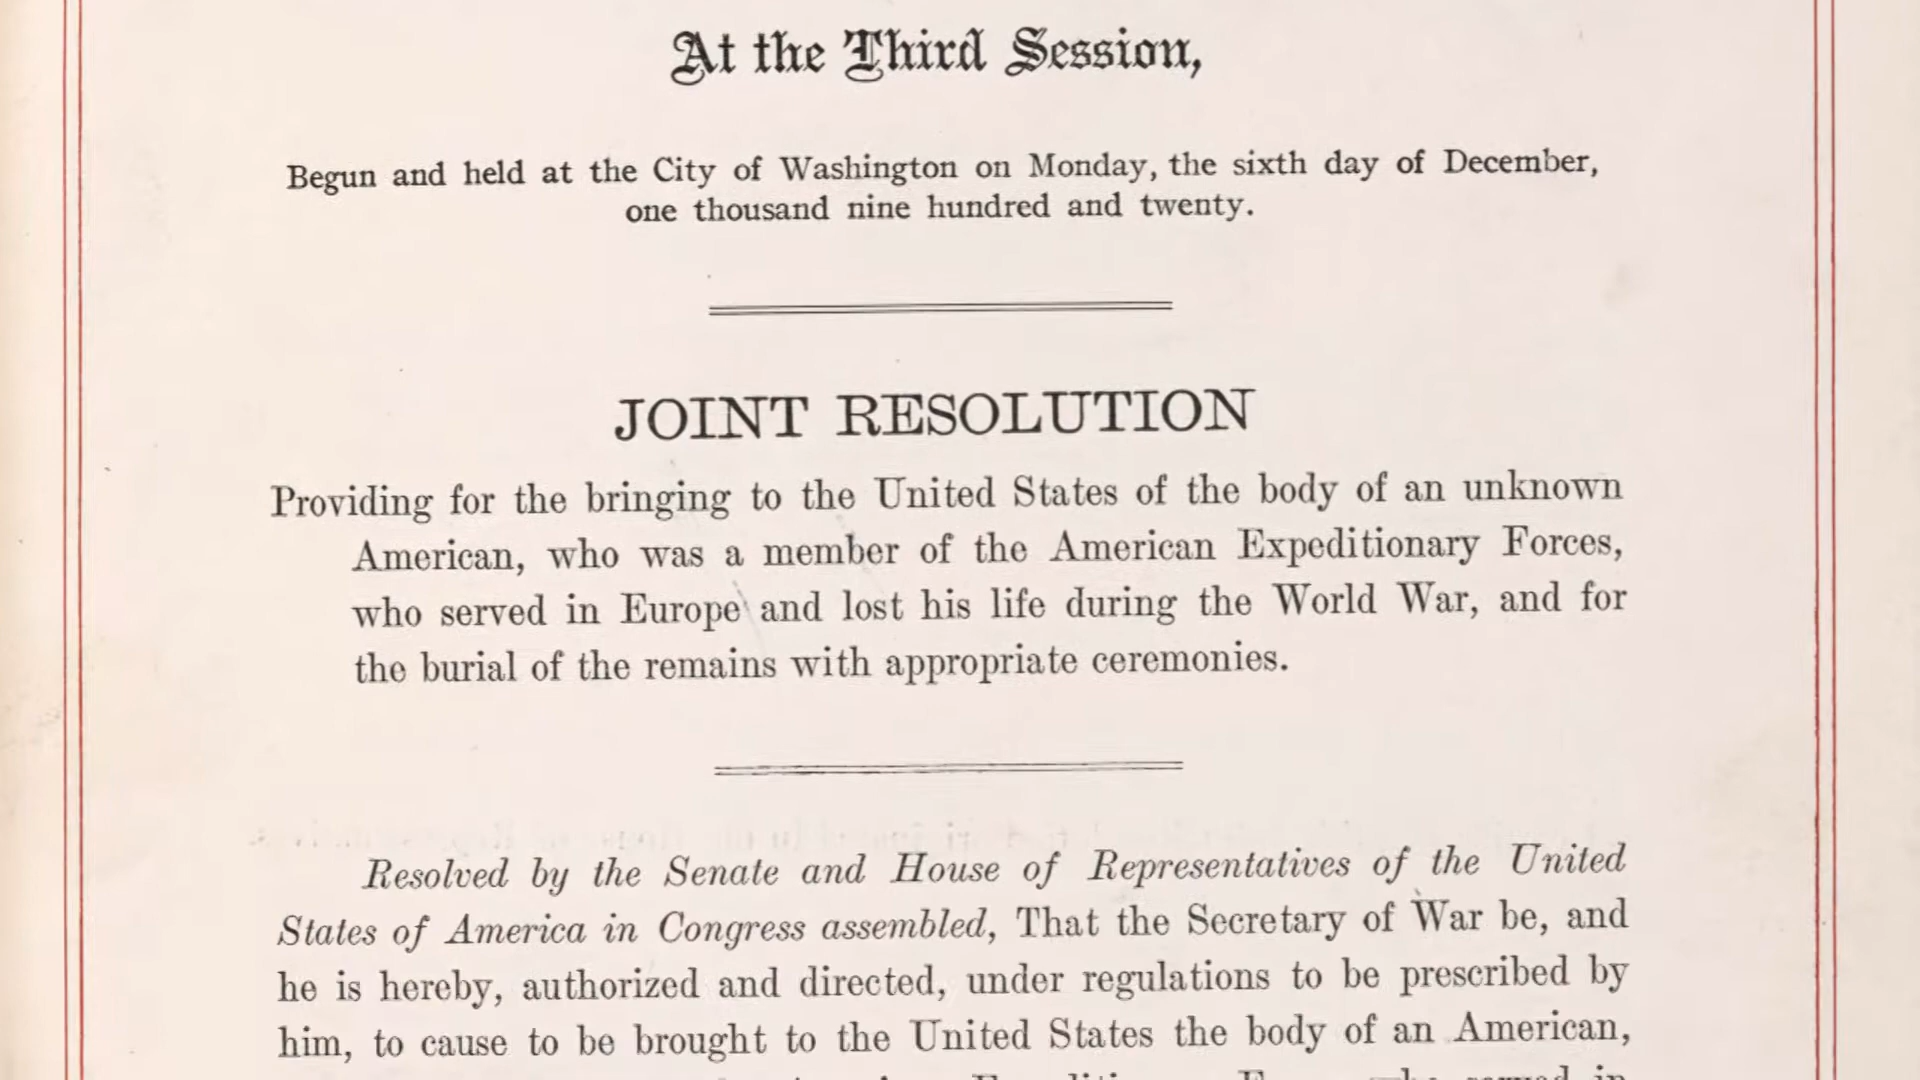 At the Third Session,
Begun and held at the City of Washington on Monday, the sixth day of December,
one thousand nine hundred and twenty.
JOINT RESOLUTION
Providing for the bringing to the United States of the body of an unknown
American, who was a member of the American Expeditionary Forces,
who served in Europe and lost his life during the World War, and for
the burial of the remains with appropriate ceremonies.
Resolved by the Senate and House of Representatives of the United
States of America in Congress assembled, That the Secretary of War be, and
he is hereby, authorized and directed, under regulations to be prescribed by
him, to cause to be brought to the United States the body of an American,